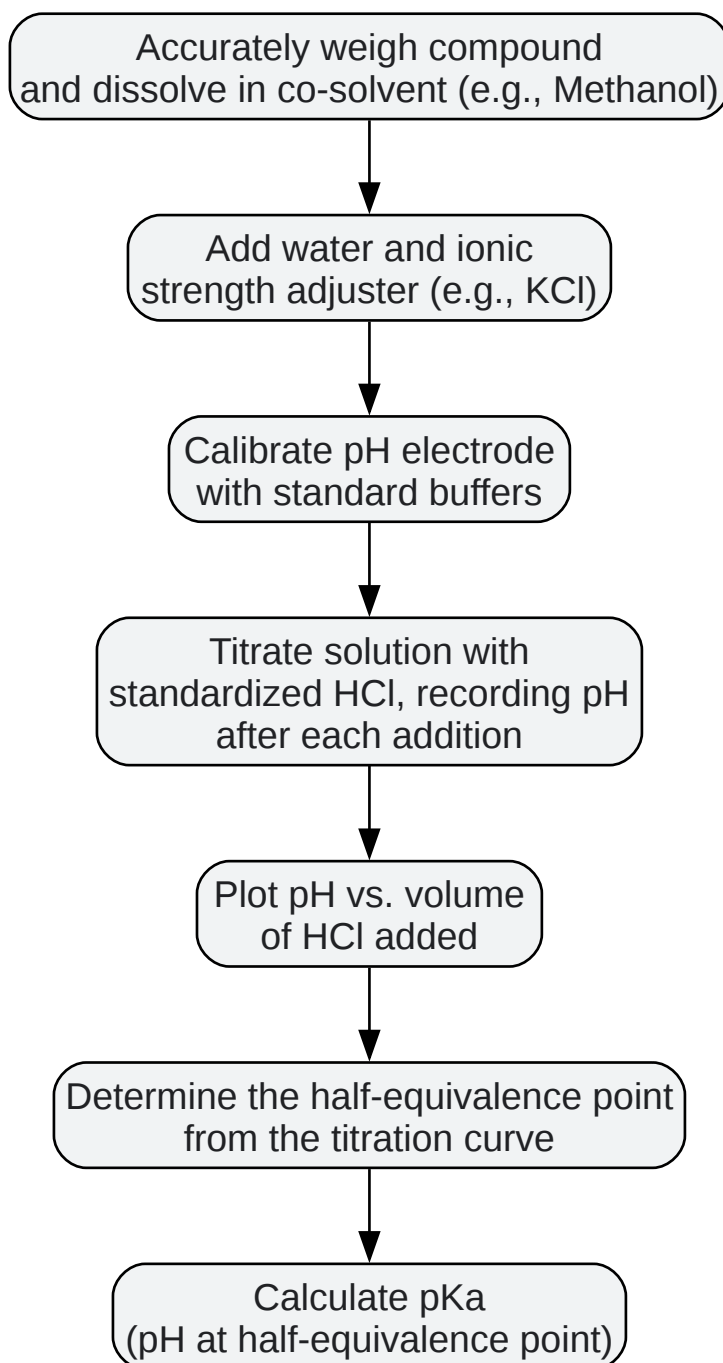 Accurately weigh compound
and dissolve in co-solvent (e.g., Methanol)
Add water and ionic
strength adjuster (e.g., KCl)
Calibrate pH electrode
with standard buffers
Titrate solution with
standardized HCl, recording pH
after each addition
Plot pH vs. volume
of HCl added
Determine the half-equivalence point
from the titration curve
Calculate pKa
(pH at half-equivalence point)